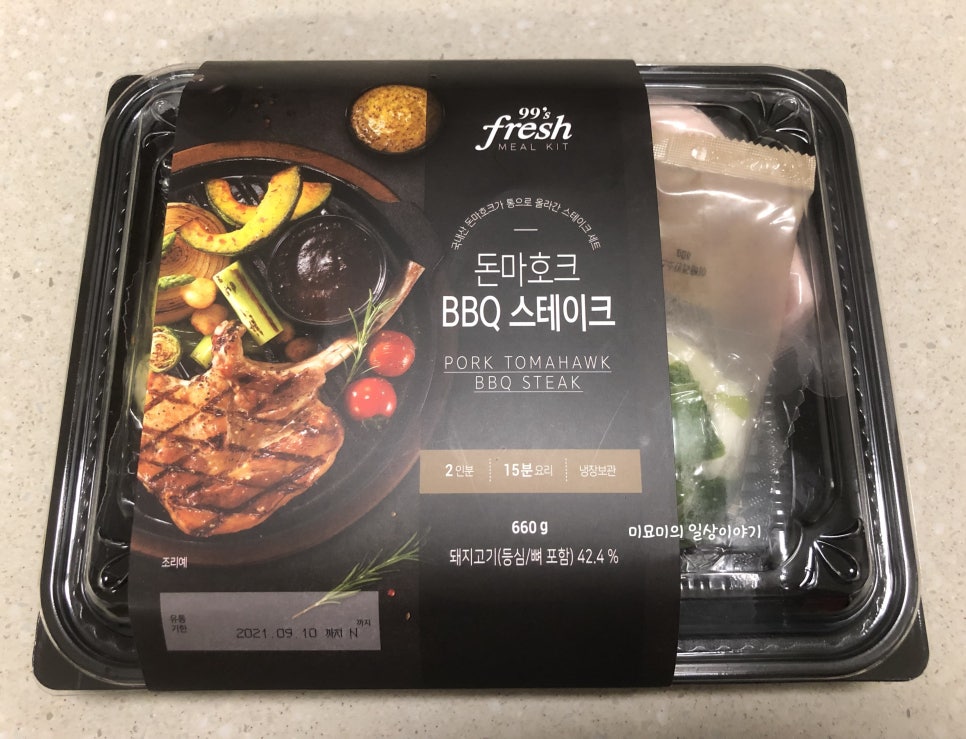 99's
fresh
MEAL KIT
국내산 돈마호크가 통으로 올라간 스테이크 세트
돈마호크
BBQ 스테이크
PORK TOMAHAWK
BBQ STEAK
2인분 15분요리 냉장보관
660 g
미묘미의 일상이야기
돼지고기(등심/뼈 포함) 42.4 %
조리예
유통
기한
까지
2021.09.10 까지 N